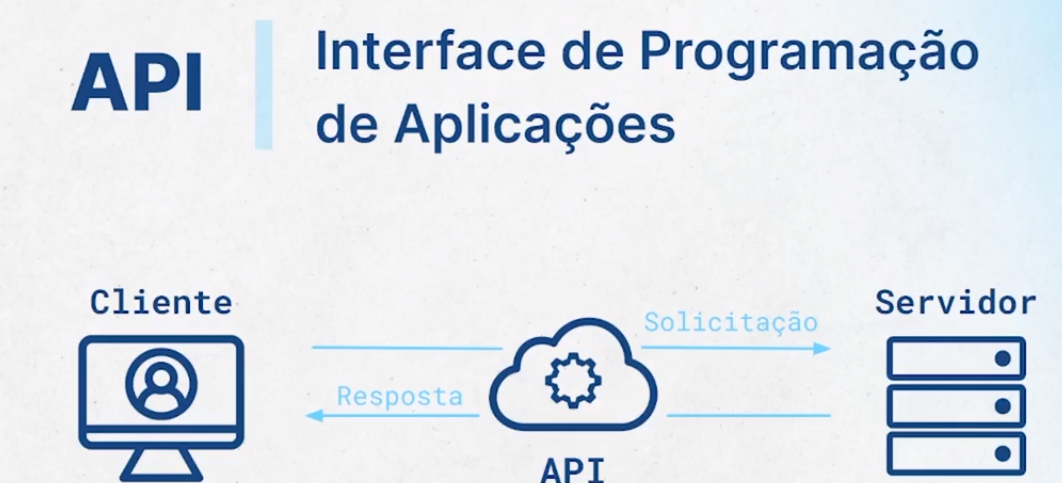 API
Interface de Programação
de Aplicações
Cliente
Servidor
Solicitação
Resposta
API